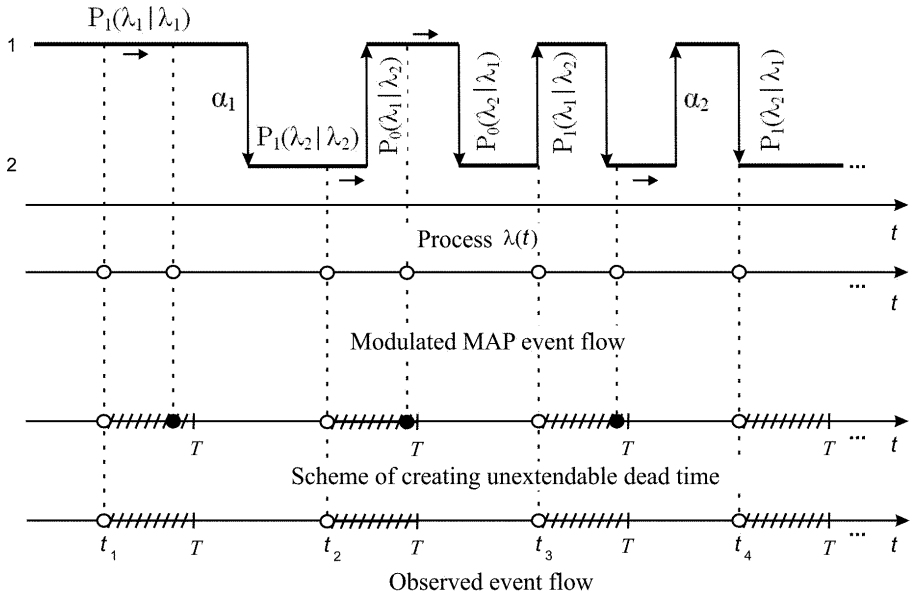 P₁(λ₁|λ₁)
1
α₁
P₁(λ₂|λ₂)
P₀(λ₁|λ₂)
P₀(λ₂|λ₁)
P₁(λ₁|λ₂)
α₂
P₁(λ₂|λ₁)
2
...
t
Process λ(t)
...
t
Modulated MAP event flow
T T T T ...
t
Scheme of creating unextendable dead time
t₁ T t₂ T t₃ T t₄ T ...
t
Observed event flow